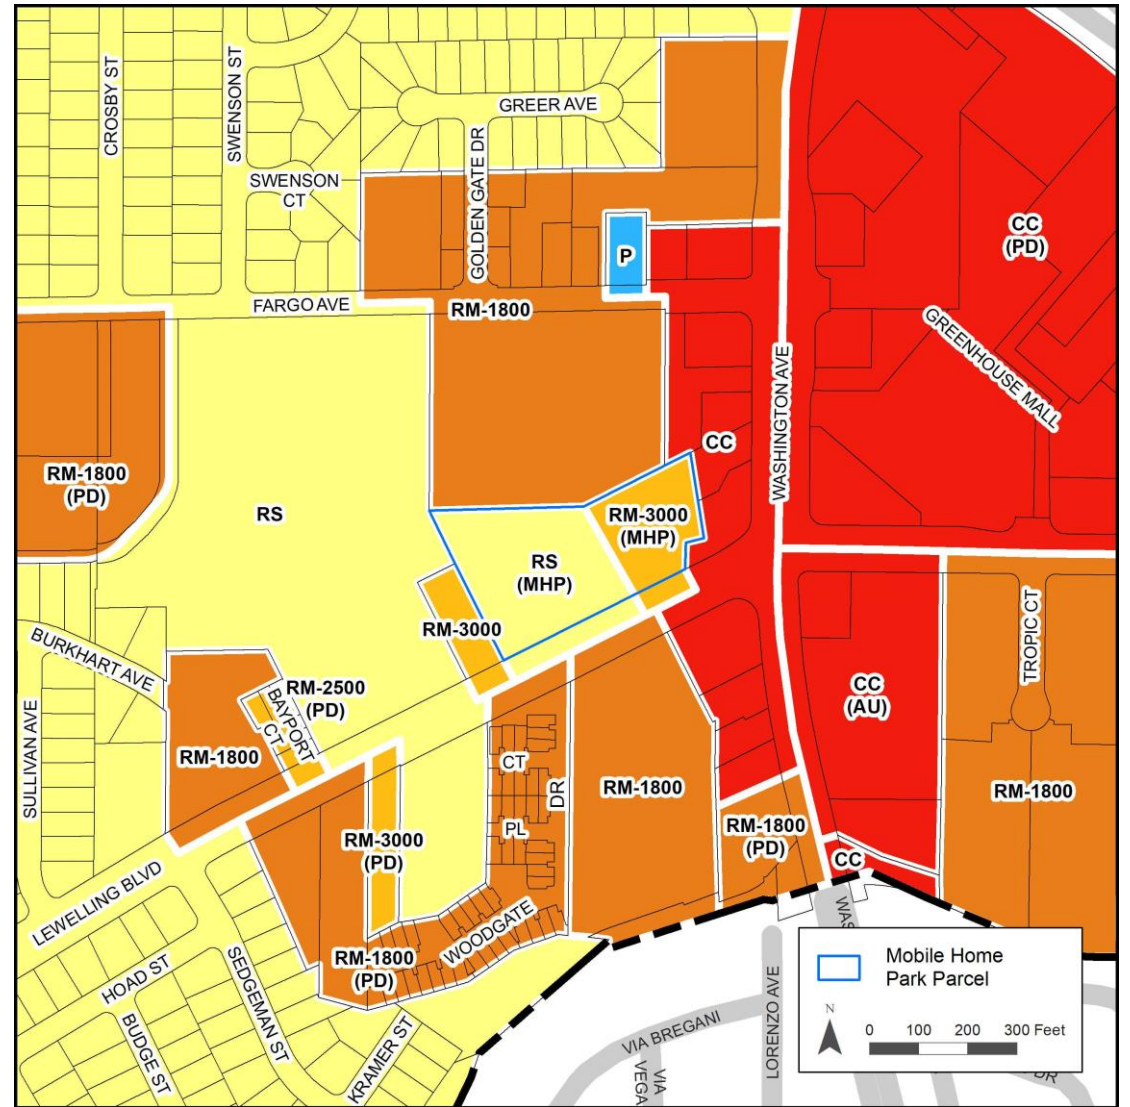 CROSBY ST
SWENSON ST
GREER AVE
GOLDEN GATE DR
SWENSON
CT
CC
(PD)
P
FARGO AVE
RM-1800
GREENHOUSE MALL
WASHINGTON AVE
CC
RM-1800
(PD)
RS
RM-3000
(MHP)
RS
(MHP)
RM-3000
TROPIC CT
BURKHART AVE
RM-2500
(PD)
BAYPORT
CT
CC
(AU)
SULLIVAN AVE
RM-1800
CT
DR
RM-1800
RM-1800
PL
RM-3000
(PD)
RM-1800
(PD)
CC
LEWELLING BLVD
WOODGATE
RM-1800
(PD)
HOAD ST
SEDGEMAN ST
BUDGE ST
KRAMER ST
VIA BREGANI
VIA
VEGA
LORENZO AVE
WAS
Mobile Home
Park Parcel
N
0 100 200 300 Feet
DR